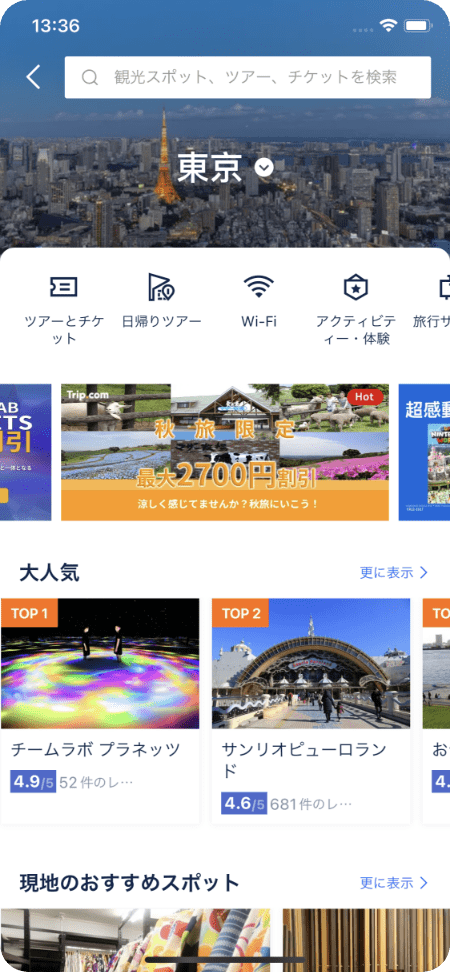 13:36
観光スポット、ツアー、チケットを検索
東京
ツアーとチケ
ット
日帰りツアー
Wi-Fi
アクティビテ
ィー・体験
旅行サ
AB
ETS
割引
と一体となる
Trip.com
Hot
秋 旅 限 定
最大2700円割引
涼しく感じてませんか？秋旅にいこう！
超感動
大人気
更に表示
TOP 1
チームラボ プラネッツ
4.9/5 52 件のレ…
TOP 2
サンリオピューロラン
ド
4.6/5 681 件のレ…
TO
お
4.
現地のおすすめスポット
更に表示